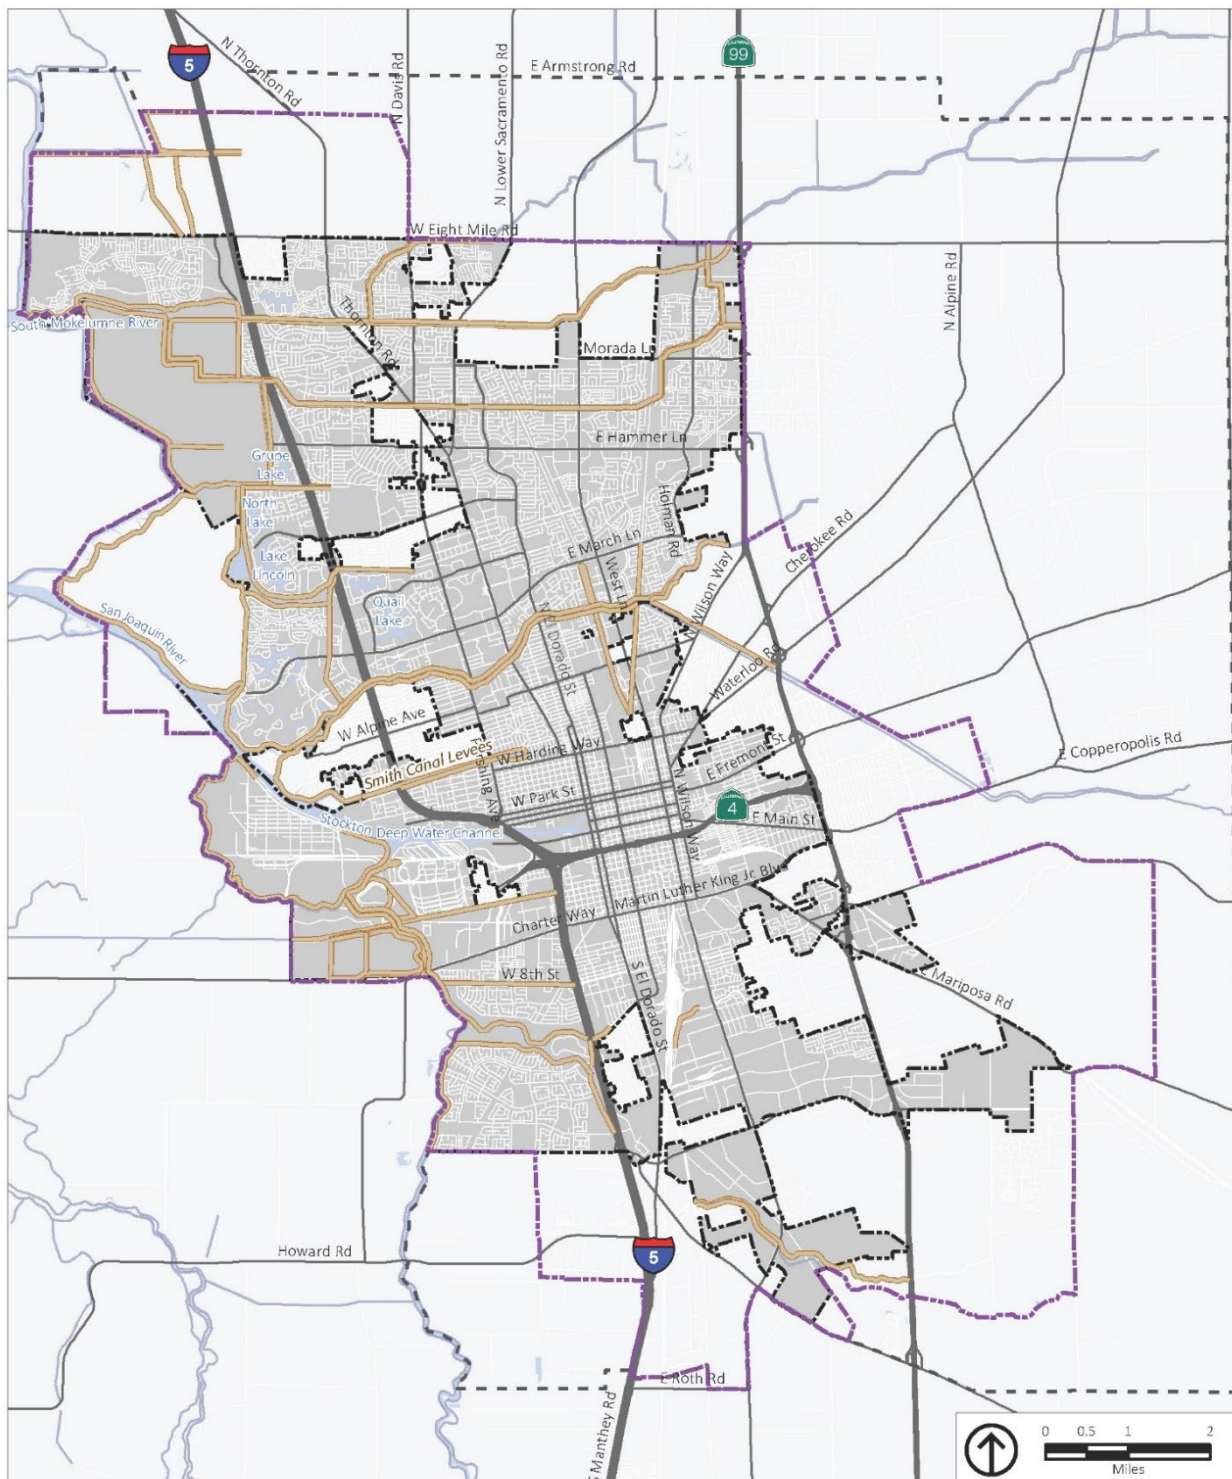 5
N Thornton Rd
N Davis Rd
N Lower Sacramento Rd
E Armstrong Rd
99
W Eight Mile Rd
N Alpine Rd
South Mokelumne River
Thornton Rd
Morada Ln
E Hammer Ln
Grupe
Lake
North
Lake
Holman Rd
Lake
Lincoln
E March Ln
West Ln
Cherokee Rd
N Wilson Way
Quail
Lake
San Joaquin River
N El Dorado St
Waterloo Rd
W Alpine Ave
Smith Canal Levees
Pershing Ave
W Harding Way
E Fremont St
E Copperopolis Rd
W Park St
N Wilson Way
CALIFORNIA
4
E Main St
Stockton Deep Water Channel
Martin Luther King Jr. Blvd
Charter Way
W 8th St
S El Dorado St
E Mariposa Rd
Howard Rd
5
E Roth Rd
S Manthey Rd
0 0.5 1 2
Miles